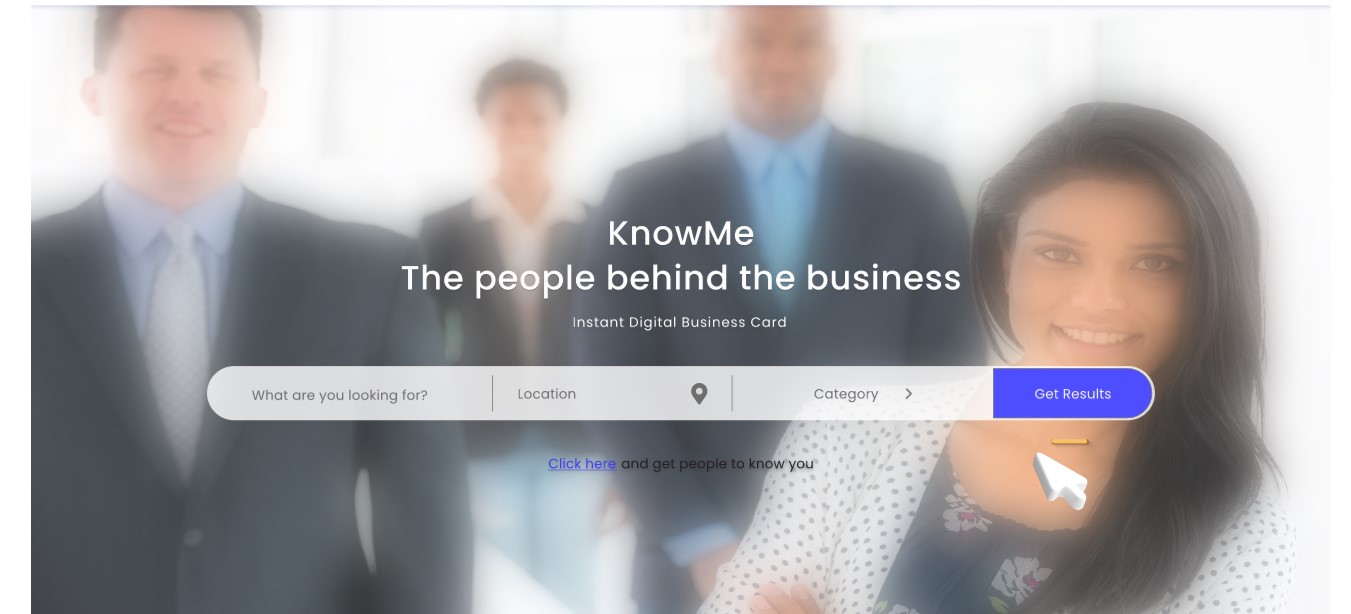 KnowMe
The people behind the business
Instant Digital Business Card
What are you looking for?
Location
Category
Get Results
Click here and get people to know you